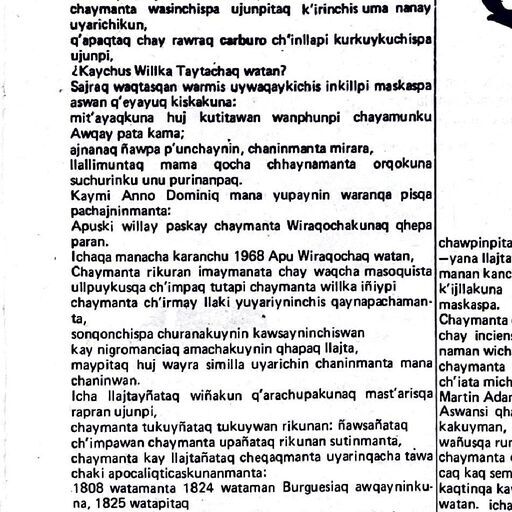 chaymanta wasinchispa ujunpitaq k'irinchis uma nanay
uyarichikun,
q'apaqtaq chay rawraq carburo ch'inllapi kurkuykuchispa
ujunpi,
¿Kaychus Willka Taytachaq watan?
Sajraq waqtasqan warmis uywaqaykichis inkillpi maskaspa
aswan q'eyayuq kiskakuna:
mit'ayaqkuna huj kutitawan wanphunpi chayamunku
Awqay pata kama;
ajnanaq ñawpa p'unchaynin, chaninmanta mirara,
llallimuntaq mama qocha chhaynamanta orqokuna
suchurinku unu purinanpaq.
Kaymi Anno Dominiq mana yupaynin waranqa pisqa
pachajninmanta:
Apuski willay paskay chaymanta Wiraqochakunaq qhepa
paran.
Ichaqa manacha karanchu 1968 Apu Wiraqochaq watan,
Chaymanta rikuran imaymanata chay waqcha masoquista
ullpuykusqa ch'impaq tutapi chaymanta willka iñiypi
chaymanta ch'irmay llaki yuyariyninchis qaynapachaman-
ta,
sonqonchispa churanakuynin kawsayninchiswan
kay nigromanciaq amachakuynin qhapaq llajta,
maypitaq huj wayra similla uyarichin chaninmanta mana
chaninwan.
Icha llajtayñataq wiñakun q'arachupakunaq mast'arisqa
rapran ujunpi,
chaymanta tukuyñataq tukuywan rikunan: ñawsañataq
ch'impawan chaymanta upañataq rikunan sutinmanta,
chaymanta kay llajtañataq cheqaqmanta uyarinqacha tawa
chaki apocaliqticaskunanmanta:
1808 watamanta 1824 wataman Burguesiaq awqayninku-
na, 1825 watapitaq
chawpinpita
—yana llajta
manan kanc
k'ijllakuna
maskaspa.
Chaymanta
chay incien
naman wich
chaymanta
ch'iata mich
Martin Adar
Aswansi qha
kakuyman,
wañusqa rur
chaymanta
caq kaq sem
kaqtinqa ka
watan. icha